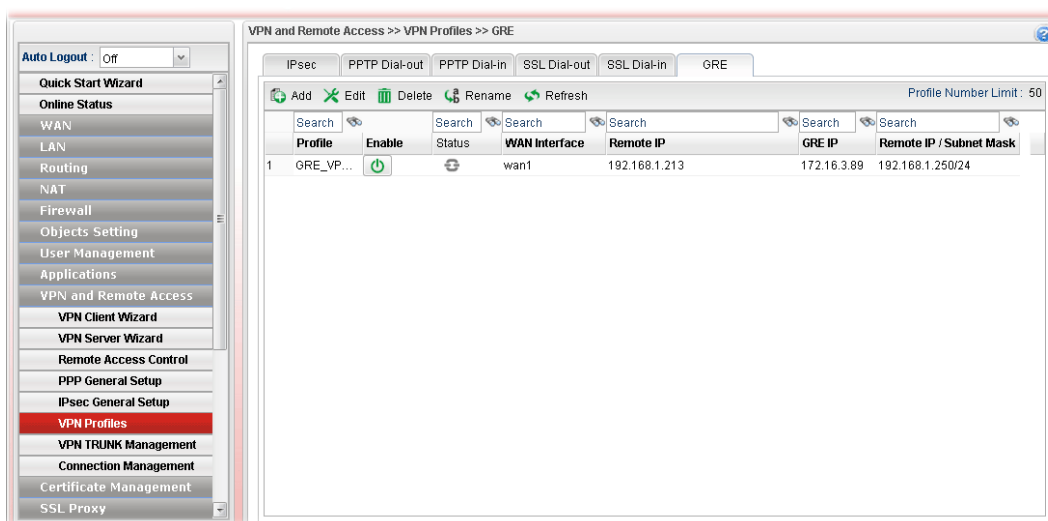 VPN and Remote Access >> VPN Profiles >> GRE
Auto Logout : Off
Quick Start Wizard
Online Status
WAN
LAN
Routing
NAT
Firewall
Objects Setting
User Management
Applications
VPN and Remote Access
VPN Client Wizard
VPN Server Wizard
Remote Access Control
PPP General Setup
IPsec General Setup
VPN Profiles
VPN TRUNK Management
Connection Management
Certificate Management
SSL Proxy
IPsec PPTP Dial-out PPTP Dial-in SSL Dial-out SSL Dial-in GRE
Add Edit Delete Rename Refresh Profile Number Limit : 50
Search Search Search Search Search Search
Profile Enable Status WAN Interface Remote IP GRE IP Remote IP / Subnet Mask
1 GRE_VP... wan1 192.168.1.213 172.16.3.89 192.168.1.250/24